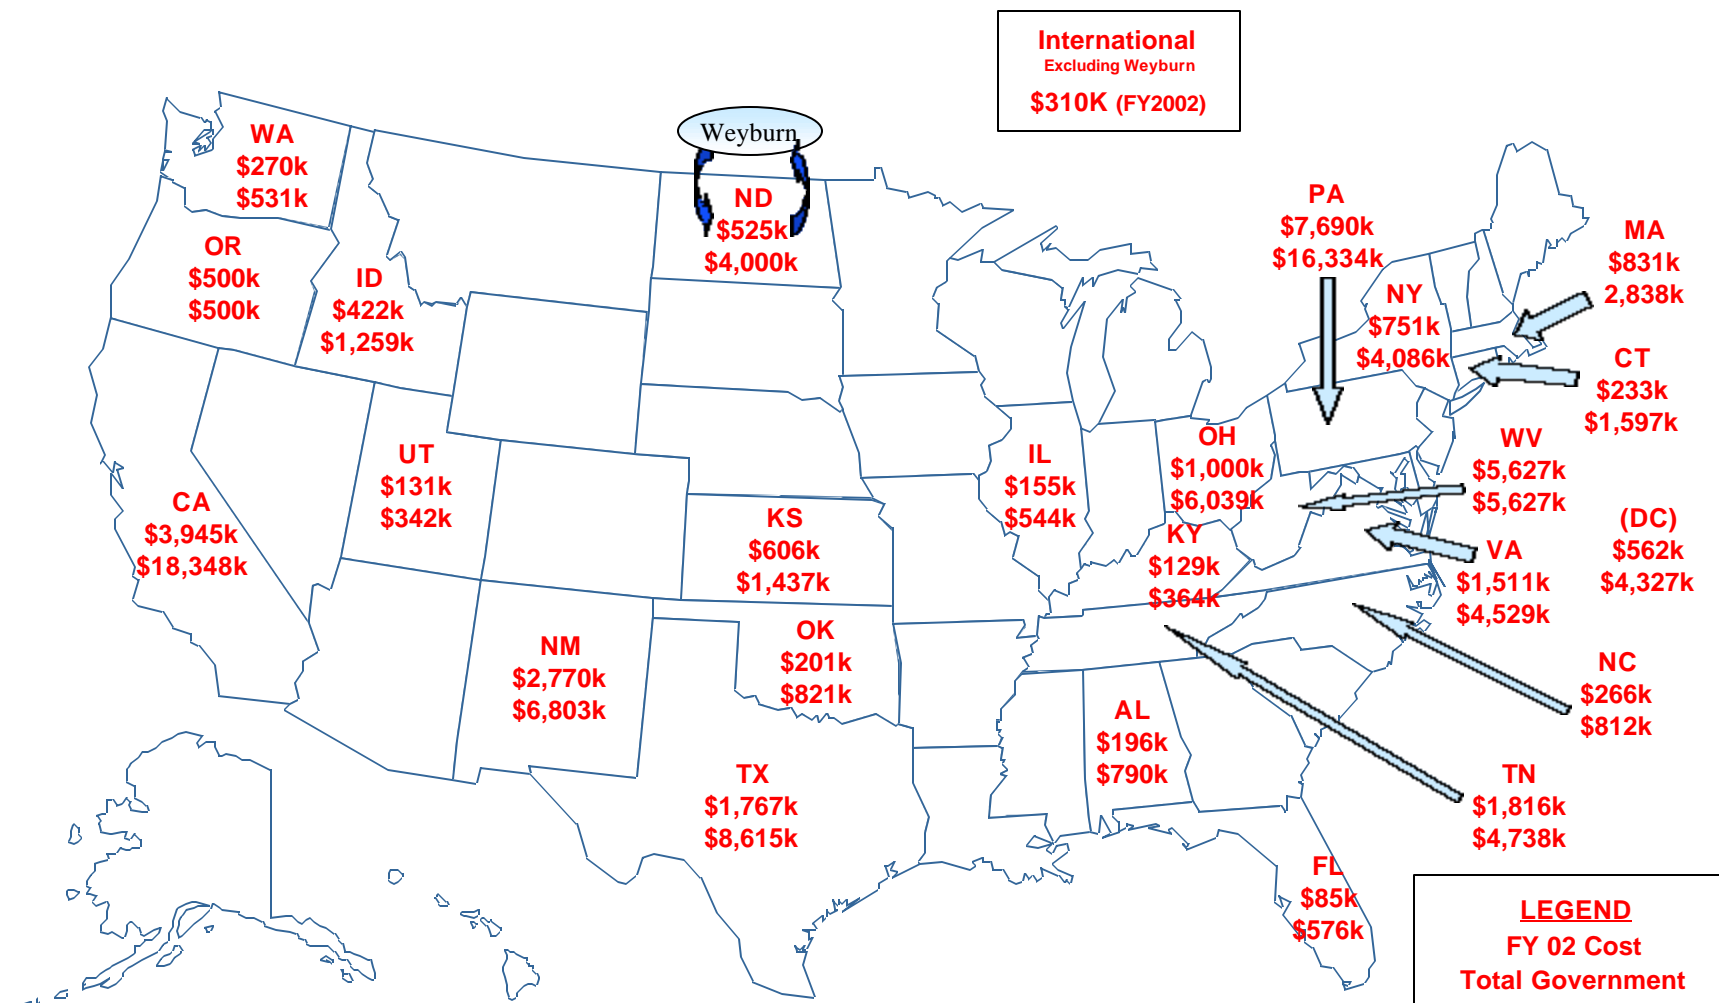 International
Excluding Weyburn
$310K (FY2002)
Weyburn
WA
$270k
$531k
OR
$500k
$500k
ID
$422k
$1,259k
ND
$525k
$4,000k
PA
$7,690k
$16,334k
MA
$831k
2,838k
NY
$751k
$4,086k
CT
$233k
$1,597k
CA
$3,945k
$18,348k
UT
$131k
$342k
KS
$606k
$1,437k
IL
$155k
$544k
OH
$1,000k
$6,039k
WV
$5,627k
$5,627k
KY
$129k
$364k
VA
$1,511k
$4,529k
(DC)
$562k
$4,327k
NM
$2,770k
$6,803k
OK
$201k
$821k
NC
$266k
$812k
TX
$1,767k
$8,615k
AL
$196k
$790k
TN
$1,816k
$4,738k
FL
$85k
$576k
LEGEND
FY 02 Cost
Total Government